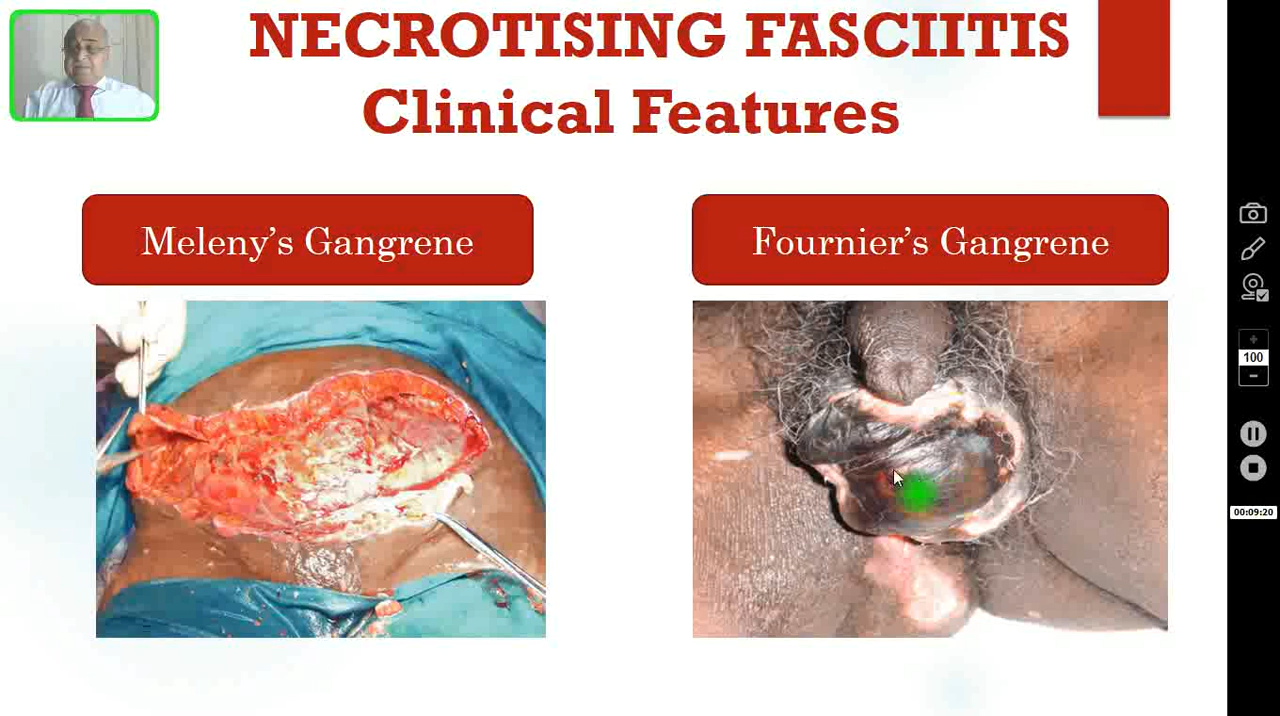 NECROTISING FASCIITIS
Clinical Features
Meleny's Gangrene
Fournier's Gangrene
100
00:09:20